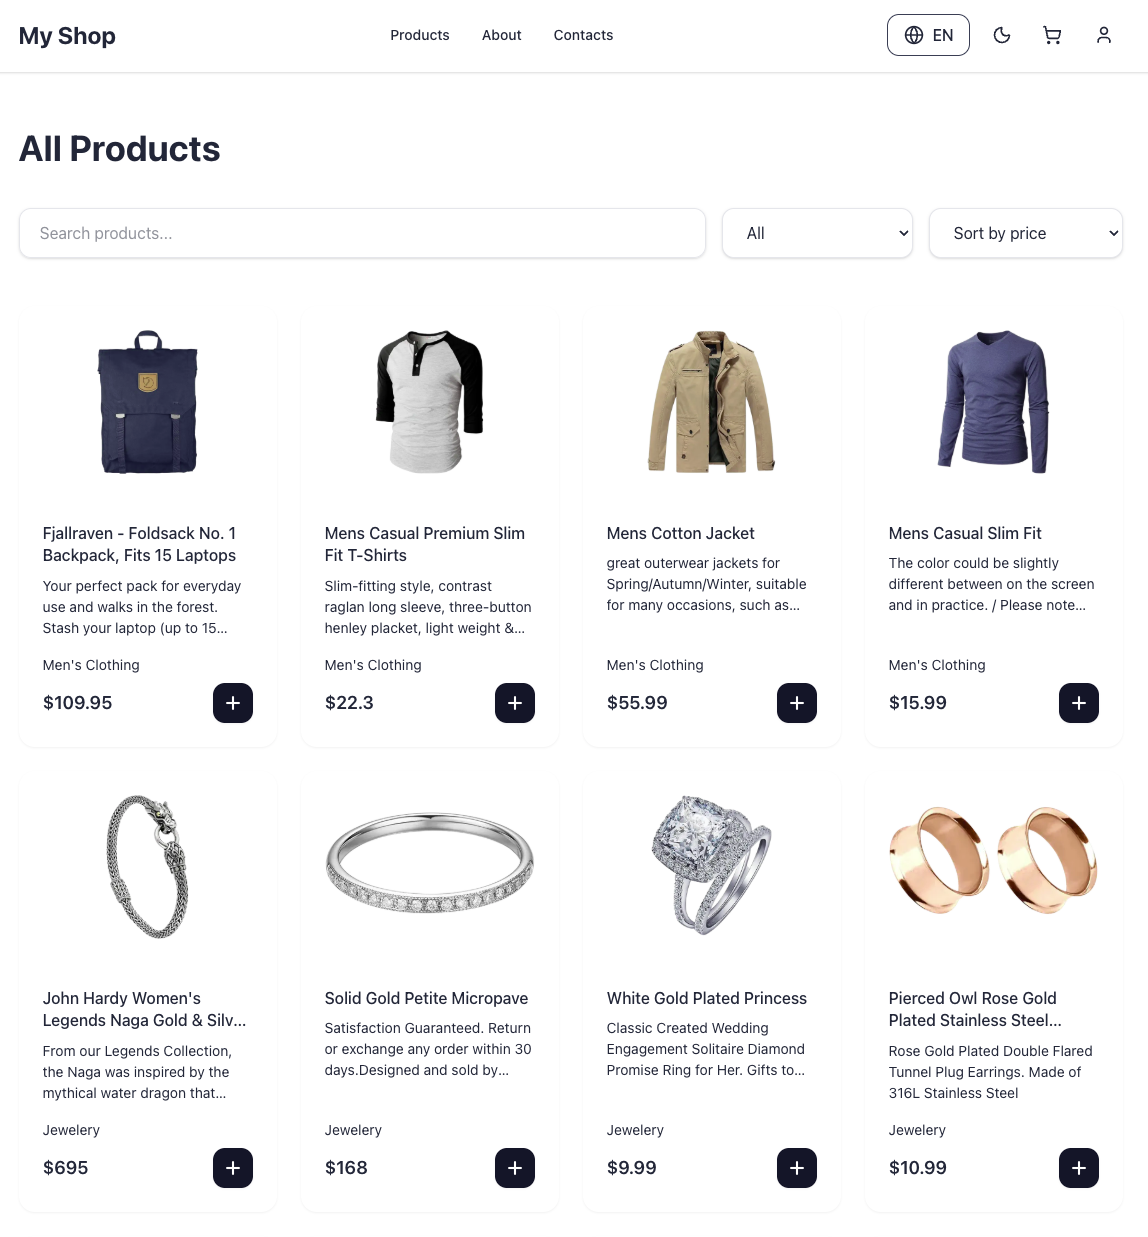 My Shop
Products
About
Contacts
EN
All Products
Search products...
All
Sort by price
Fjallraven - Foldsack No. 1
Backpack, Fits 15 Laptops
Your perfect pack for everyday
use and walks in the forest.
Stash your laptop (up to 15...
Men's Clothing
$109.95
Mens Casual Premium Slim
Fit T-Shirts
Slim-fitting style, contrast
raglan long sleeve, three-button
henley placket, light weight &...
Men's Clothing
$22.3
Mens Cotton Jacket
great outerwear jackets for
Spring/Autumn/Winter, suitable
for many occasions, such as...
Men's Clothing
$55.99
Mens Casual Slim Fit
The color could be slightly
different between on the screen
and in practice. / Please note...
Men's Clothing
$15.99
John Hardy Women's
Legends Naga Gold & Silv...
From our Legends Collection,
the Naga was inspired by the
mythical water dragon that...
Jewelery
$695
Solid Gold Petite Micropave
Satisfaction Guaranteed. Return
or exchange any order within 30
days.Designed and sold by...
Jewelery
$168
White Gold Plated Princess
Classic Created Wedding
Engagement Solitaire Diamond
Promise Ring for Her. Gifts to...
Jewelery
$9.99
Pierced Owl Rose Gold
Plated Stainless Steel...
Rose Gold Plated Double Flared
Tunnel Plug Earrings. Made of
316L Stainless Steel
Jewelery
$10.99